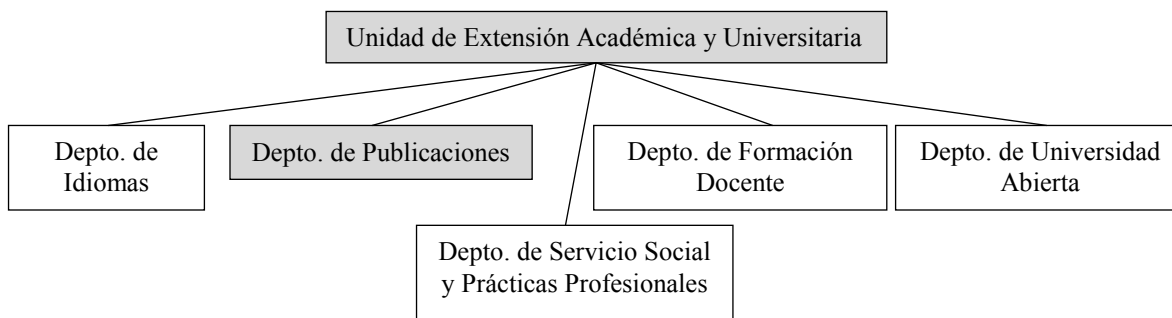 Unidad de Extensión Académica y Universitaria
Depto. de
Idiomas
Depto. de Publicaciones
Depto. de Formación
Docente
Depto. de Universidad
Abierta
Depto. de Servicio Social
y Prácticas Profesionales